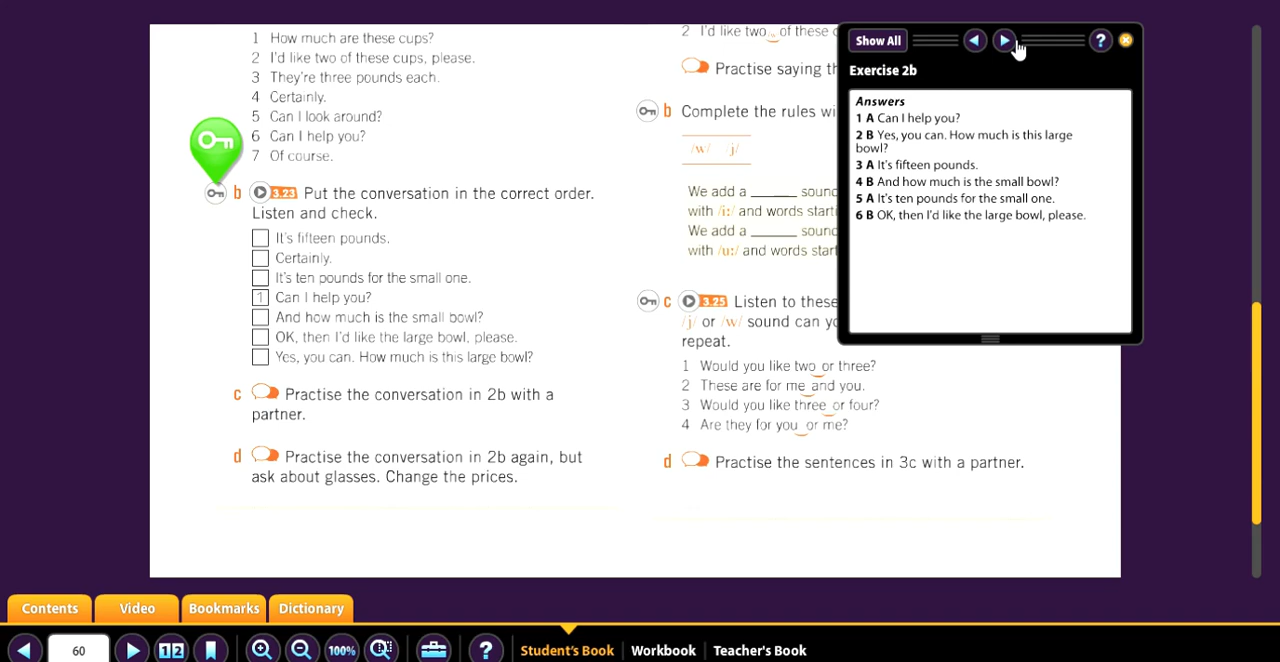 1 How much are these cups?
2 I'd like two of these cups, please.
3 They're three pounds each.
4 Certainly.
5 Can I look around?
6 Can I help you?
7 Of course.
b 3.23 Put the conversation in the correct order.
Listen and check.
It's fifteen pounds.
Certainly.
It's ten pounds for the small one.
1 Can I help you?
And how much is the small bowl?
OK, then I'd like the large bowl, please.
Yes, you can. How much is this large bowl?
c Practise the conversation in 2b with a
partner.
d Practise the conversation in 2b again, but
ask about glasses. Change the prices.
2 I'd like two of these
Practise saying
b Complete the rules
/w/ /j/
We add a ______
with /iː/ and words
We add a ______
with /uː/ and words
c 3.25 Listen to these
/j/ or /w/ sound can
repeat.
1 Would you like two or three?
2 These are for me and you.
3 Would you like three or four?
4 Are they for you or me?
d Practise the sentences in 3c with a partner.
Show All ?
Exercise 2b
Answers
1 A Can I help you?
2 B Yes, you can. How much is this large
bowl?
3 A It's fifteen pounds.
4 B And how much is the small bowl?
5 A It's ten pounds for the small one.
6 B OK, then I'd like the large bowl, please.
Contents Video Bookmarks Dictionary
60 12 100% ? Student's Book Workbook Teacher's Book